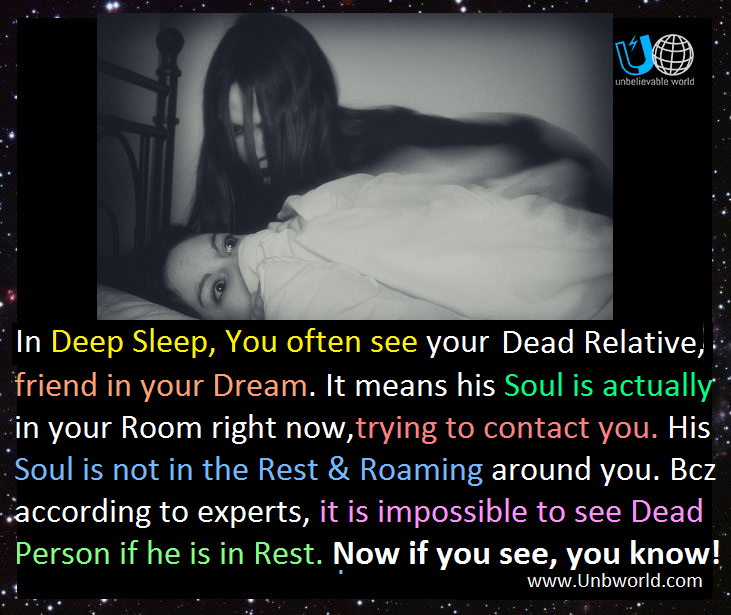 unbelievable world
In Deep Sleep, You often see your Dead Relative,
friend in your Dream. It means his Soul is actually
in your Room right now,trying to contact you. His
Soul is not in the Rest & Roaming around you. Bcz
according to experts, it is impossible to see Dead
Person if he is in Rest. Now if you see, you know!
www.Unbworld.com